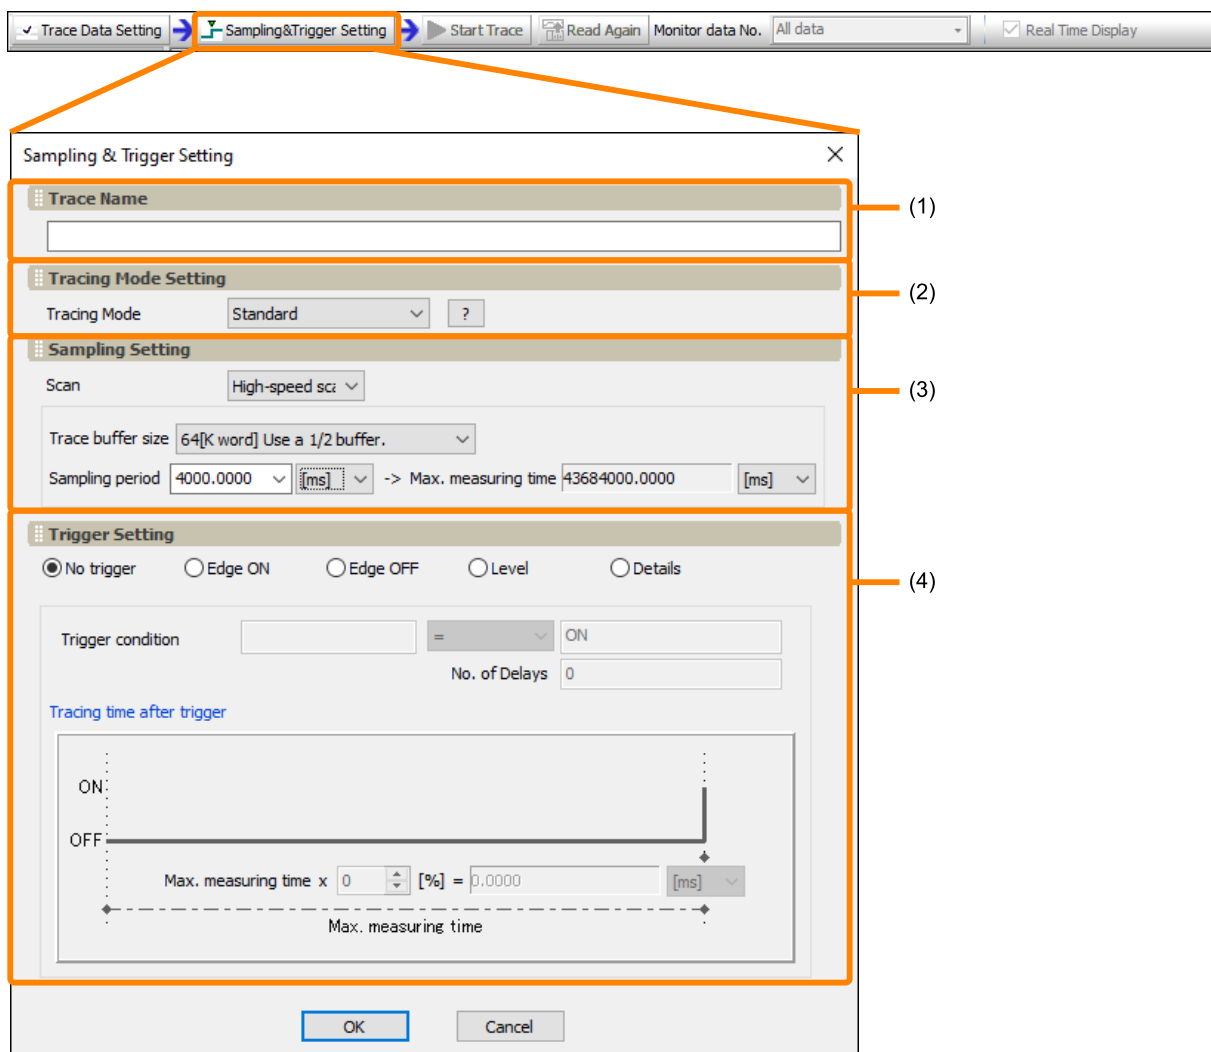 Trace Data Setting Sampling&Trigger Setting Start Trace Read Again Monitor data No. All data Real Time Display
Sampling & Trigger Setting
Trace Name
(1)
Tracing Mode Setting
(2)
Tracing Mode Standard ?
Sampling Setting
Scan High-speed sca
(3)
Trace buffer size 64[K word] Use a 1/2 buffer.
Sampling period 4000.0000 [ms] -> Max. measuring time 43684000.0000 [ms]
Trigger Setting
No trigger Edge ON Edge OFF Level Details
(4)
Trigger condition = ON
No. of Delays 0
Tracing time after trigger
ON
OFF
Max. measuring time x 0 [%] = 0.0000 [ms]
Max. measuring time
OK Cancel